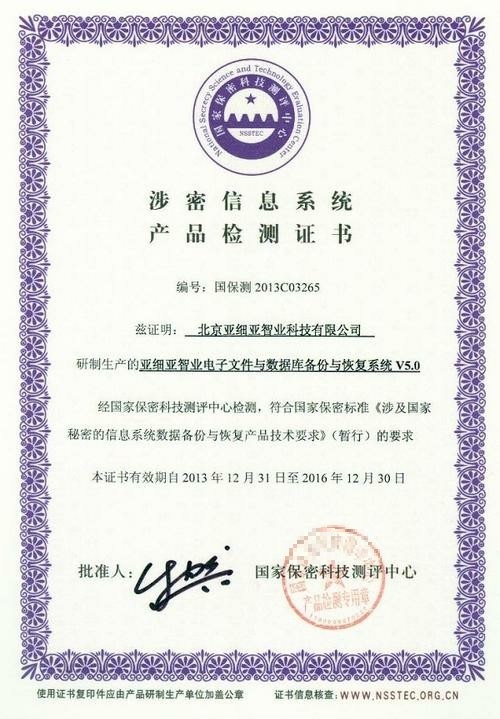 National Secrecy Science and Technology Evaluation Center
国家保密科技测评中心
NSSTEC
涉密信息系统
产品检测证书
编号：国保测 2013C03265
兹证明： 北京亚细亚智业科技有限公司
研制生产的亚细亚智业电子文件与数据库备份与恢复系统 V5.0
经国家保密科技测评中心检测，符合国家保密标准《涉及国家
秘密的信息系统数据备份与恢复产品技术要求》（暂行）的要求
本证书有效期自 2013 年 12 月 31 日至 2016 年 12 月 30 日
批准人：
国家保密科技测评中心
产品检测专用章
使用证书复印件应由产品研制生产单位加盖公章
证书信息核查：WWW.NSSTEC.ORG.CN